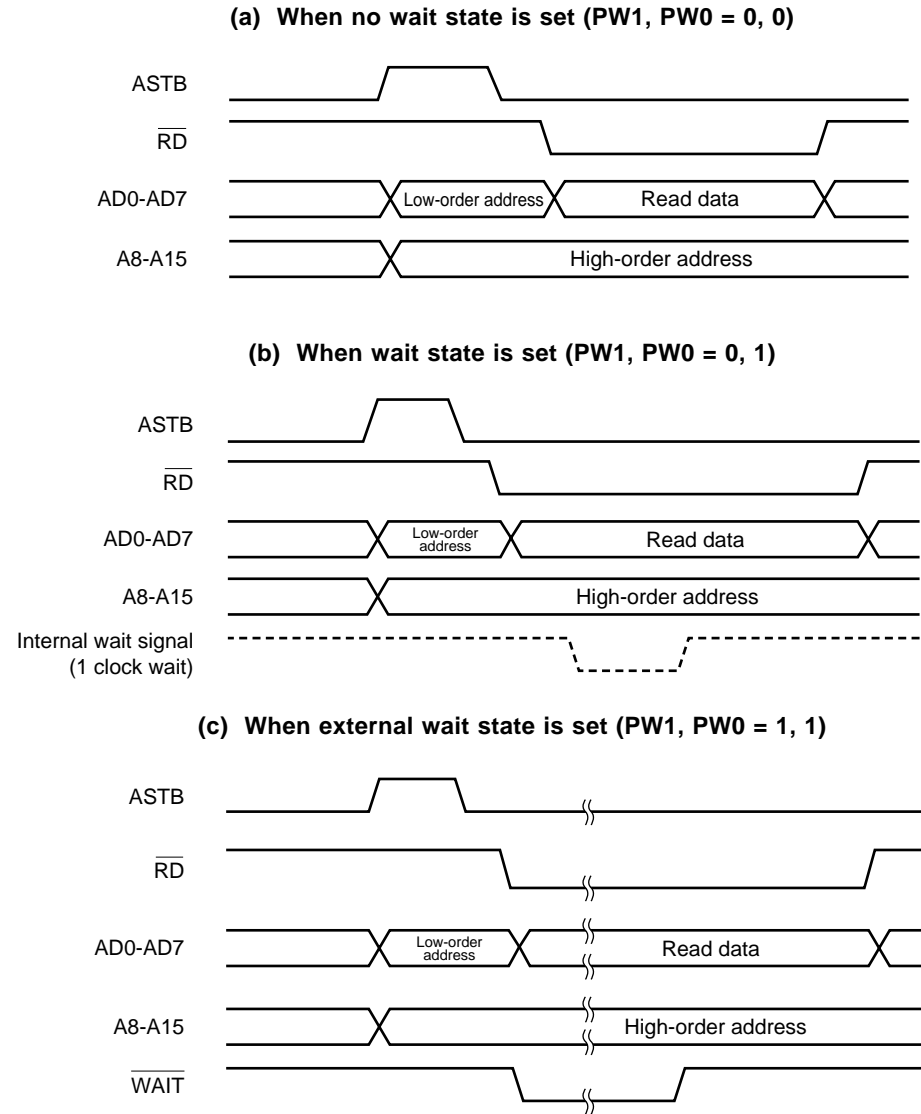 (a) When no wait state is set (PW1, PW0 = 0, 0)
ASTB
RD
AD0-AD7
Low-order address
Read data
A8-A15
High-order address
(b) When wait state is set (PW1, PW0 = 0, 1)
ASTB
RD
AD0-AD7
Low-order
address
Read data
A8-A15
High-order address
Internal wait signal
(1 clock wait)
(c) When external wait state is set (PW1, PW0 = 1, 1)
ASTB
RD
AD0-AD7
Low-order
address
Read data
A8-A15
High-order address
WAIT